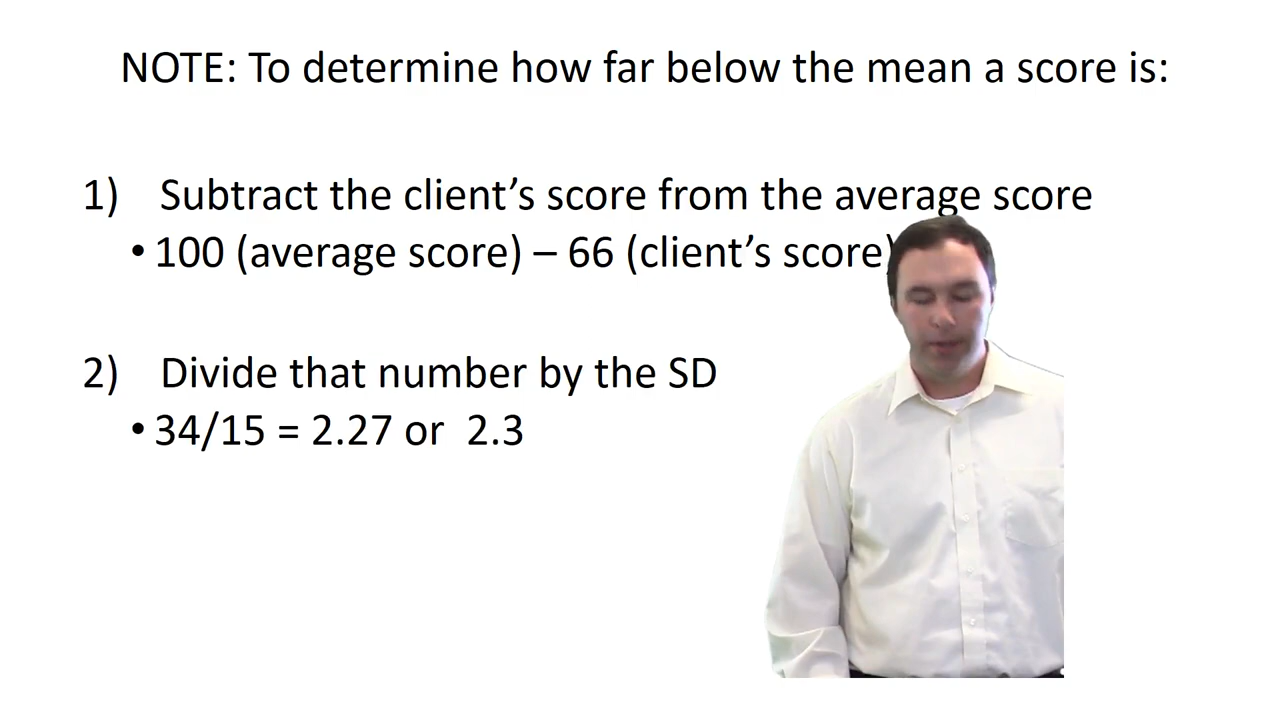 NOTE: To determine how far below the mean a score is:
1) Subtract the client’s score from the average score
• 100 (average score) – 66 (client’s score)
2) Divide that number by the SD
• 34/15 = 2.27 or 2.3